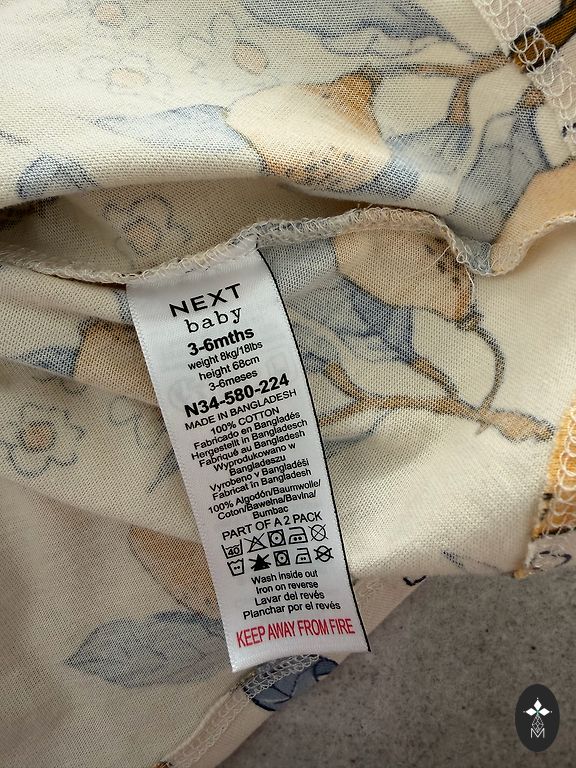 NEXT
baby
3-6mths
weight 8kg/18lbs
height 68cm
3-6meses
N34-580-224
MADE IN BANGLADESH
100% COTTON
Fabricado en Bangladés
Hergestellt in Bangladesch
Fabriqué au Bangladesh
Wyprodukowano w
Bangladeszu
Vyrobeno v Bangladéši
Fabricat în Bangladesh
100% Algodón/Baumwolle/
Coton/Bawełna/Bavlna/
Bumbac
PART OF A 2 PACK
40
Wash inside out
Iron on reverse
Lavar del revés
Planchar por el revés
KEEP AWAY FROM FIRE
M